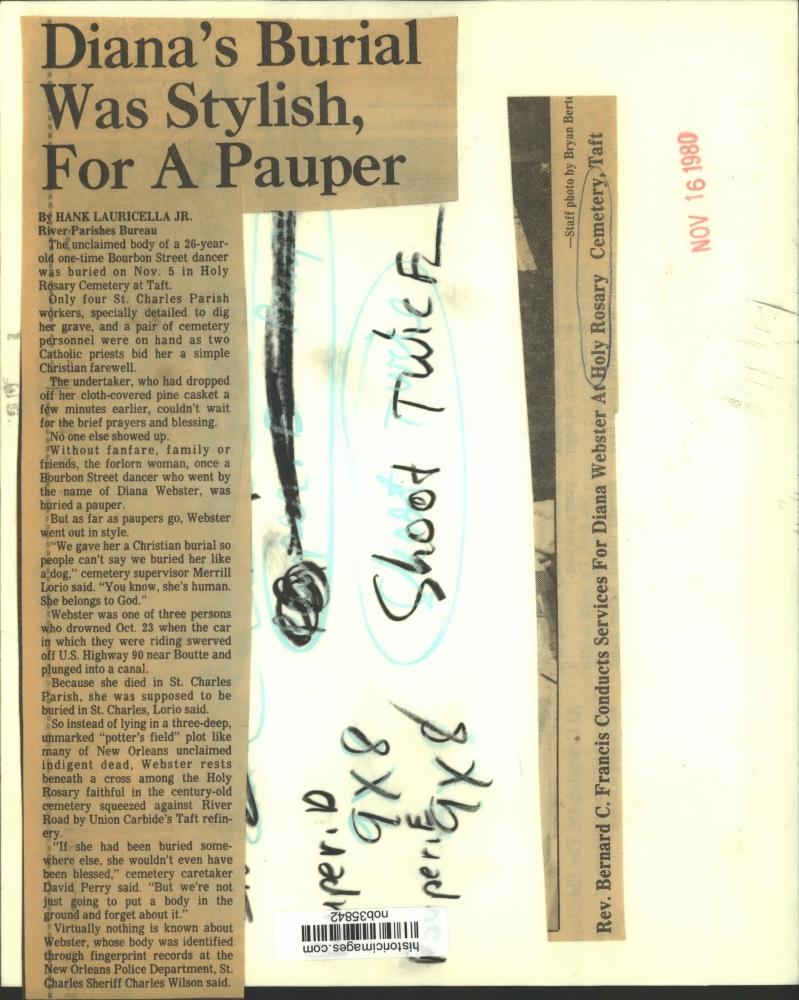 Diana's Burial
Was Stylish,
For A Pauper
By HANK LAURICELLA JR.
River Parishes Bureau
The unclaimed body of a 26-year-
old one-time Bourbon Street dancer
was buried on Nov. 5 in Holy
Rosary Cemetery at Taft.
Only four St. Charles Parish
workers, specially detailed to dig
her grave, and a pair of cemetery
personnel were on hand as two
Catholic priests bid her a simple
Christian farewell.
The undertaker, who had dropped
off her cloth-covered pine casket a
few minutes earlier, couldn't wait
for the brief prayers and blessing.
No one else showed up.
Without fanfare, family or
friends, the forlorn woman, once a
Bourbon Street dancer who went by
the name of Diana Webster, was
buried a pauper.
But as far as paupers go, Webster
went out in style.
"We gave her a Christian burial so
people can't say we buried her like
a dog," cemetery supervisor Merrill
Lorio said. "You know, she's human.
She belongs to God."
Webster was one of three persons
who drowned Oct. 23 when the car
in which they were riding swerved
off U.S. Highway 90 near Boutte and
plunged into a canal.
Because she died in St. Charles
Parish, she was supposed to be
buried in St. Charles, Lorio said.
So instead of lying in a three-deep,
unmarked "potter's field" plot like
many of New Orleans unclaimed
indigent dead, Webster rests
beneath a cross among the Holy
Rosary faithful in the century-old
cemetery squeezed against River
Road by Union Carbide's Taft refin-
ery.
"If she had been buried some-
where else, she wouldn't even have
been blessed," cemetery caretaker
David Perry said. "But we're not
just going to put a body in the
ground and forget about it."
Virtually nothing is known about
Webster, whose body was identified
through fingerprint records at the
New Orleans Police Department, St.
Charles Sheriff Charles Wilson said.
Shoot TWICE
per. D
9X8
per. E
9X8
historicimages.com
nob35842
—Staff photo by Bryan Berte
Rev. Bernard C. Francis Conducts Services For Diana Webster At Holy Rosary Cemetery, Taft
NOV 16 1980